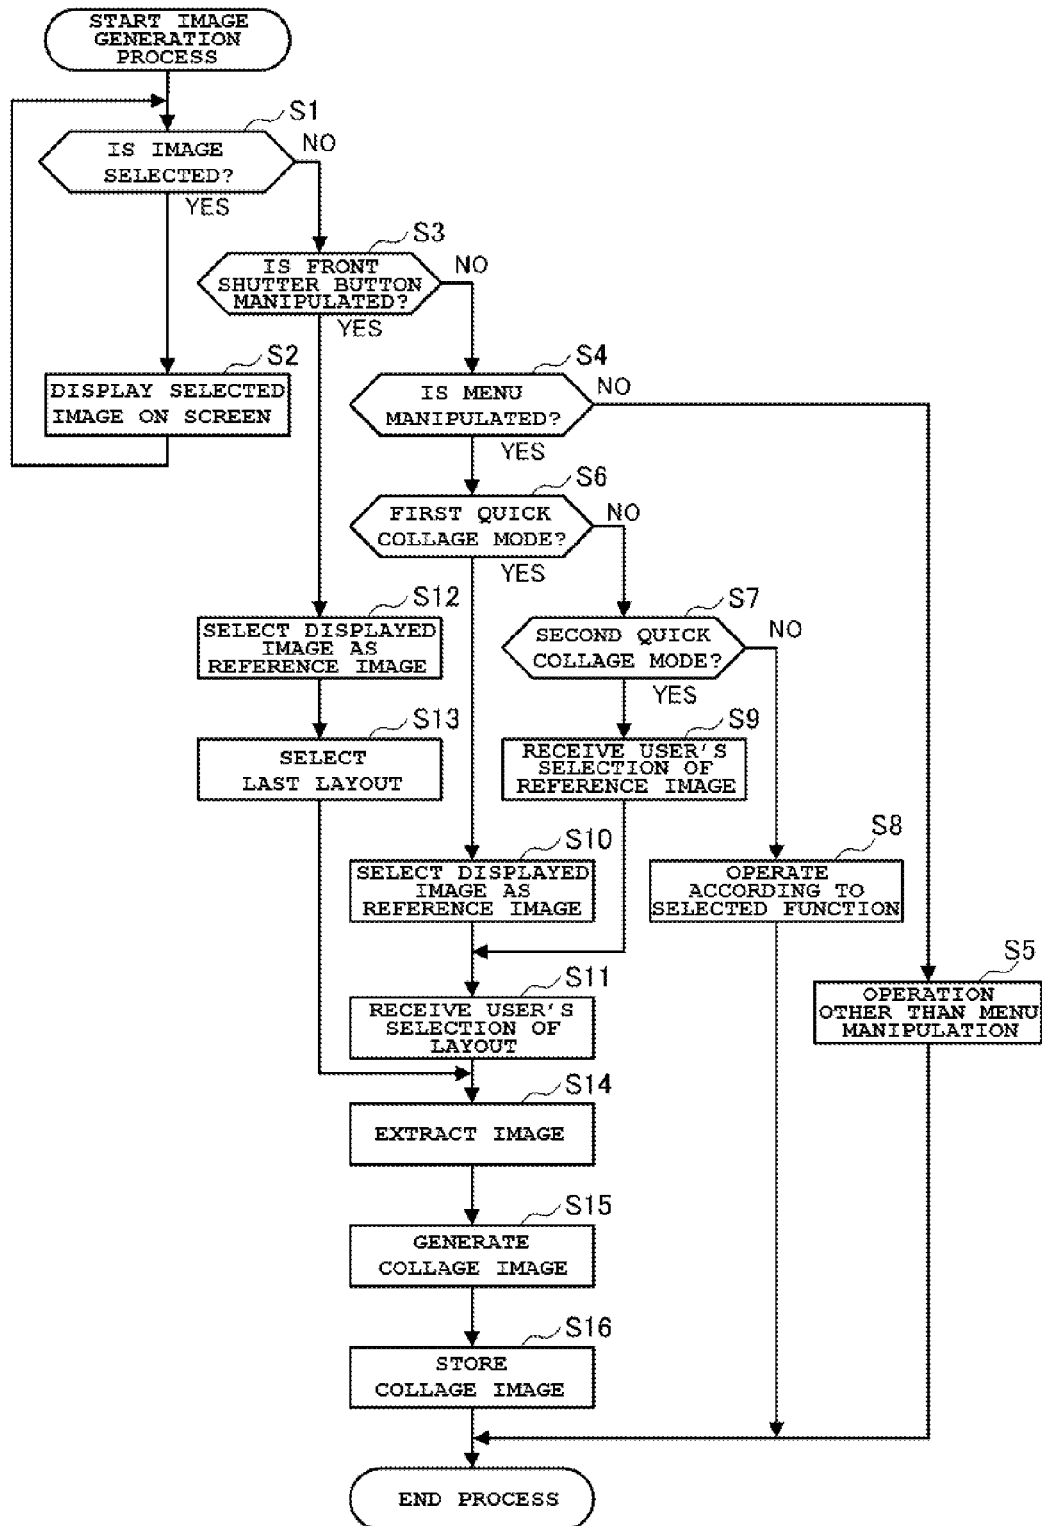 START IMAGE
GENERATION
PROCESS
S1
IS IMAGE
SELECTED?
NO
YES
S3
IS FRONT
SHUTTER BUTTON
MANIPULATED?
NO
YES
S2
DISPLAY SELECTED
IMAGE ON SCREEN
S4
IS MENU
MANIPULATED?
NO
YES
S6
FIRST QUICK
COLLAGE MODE?
NO
YES
S12
SELECT DISPLAYED
IMAGE AS
REFERENCE IMAGE
S7
SECOND QUICK
COLLAGE MODE?
NO
YES
S13
SELECT
LAST LAYOUT
S9
RECEIVE USER'S
SELECTION OF
REFERENCE IMAGE
S10
SELECT DISPLAYED
IMAGE AS
REFERENCE IMAGE
S8
OPERATE
ACCORDING TO
SELECTED FUNCTION
S11
RECEIVE USER'S
SELECTION OF
LAYOUT
S5
OPERATION
OTHER THAN MENU
MANIPULATION
S14
EXTRACT IMAGE
S15
GENERATE
COLLAGE IMAGE
S16
STORE
COLLAGE IMAGE
END PROCESS